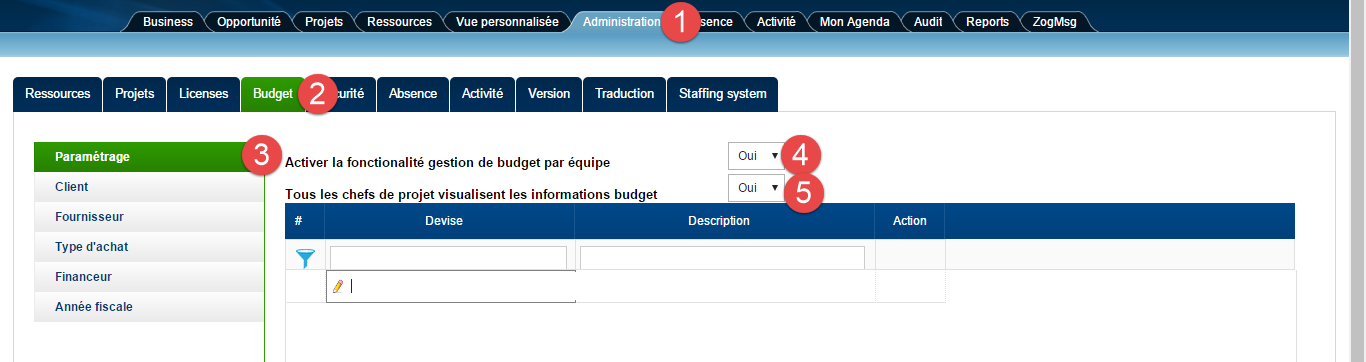 Business Opportunité Projets Ressources Vue personnalisée Administration 1 sence Activité Mon Agenda Audit Reports ZogMsg
Ressources Projets Licenses Budget 2 urité Absence Activité Version Traduction Staffing system
Paramétrage 3
Client
Fournisseur
Type d'achat
Financeur
Année fiscale
Activer la fonctionalité gestion de budget par équipe Oui 4
Tous les chefs de projet visualisent les informations budget Oui 5
# Devise Description Action